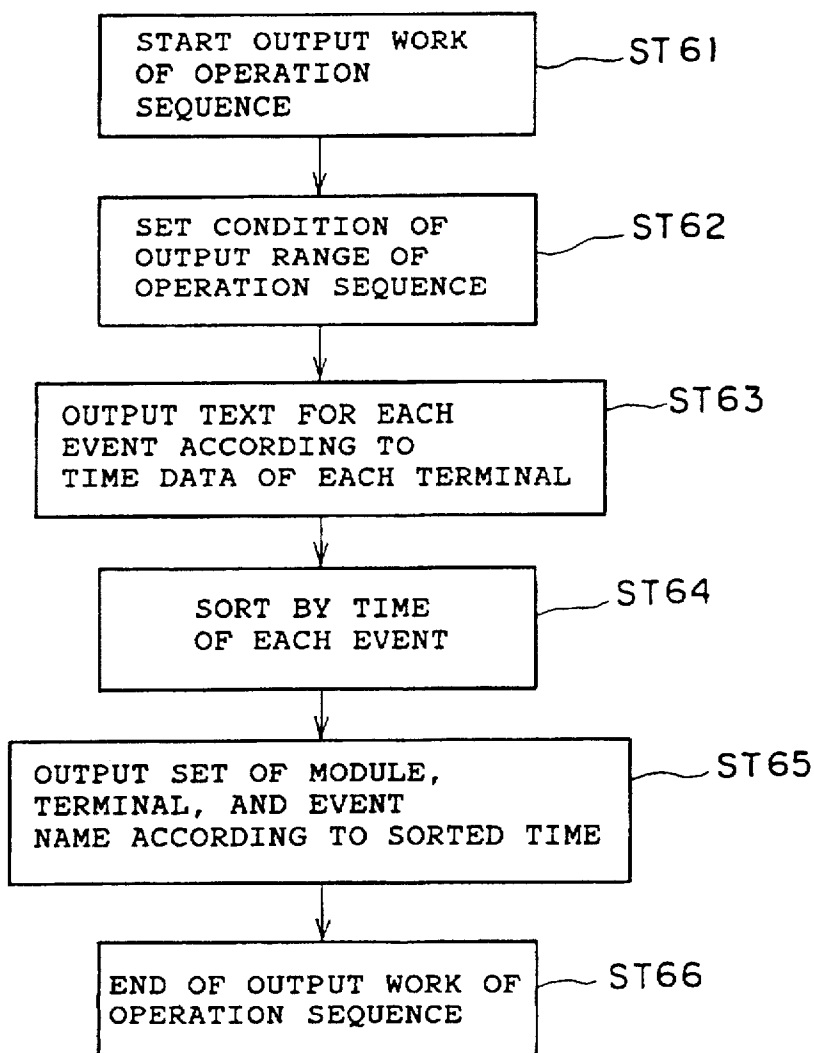 START OUTPUT WORK
OF OPERATION
SEQUENCE
ST61
SET CONDITION OF
OUTPUT RANGE OF
OPERATION SEQUENCE
ST62
OUTPUT TEXT FOR EACH
EVENT ACCORDING TO
TIME DATA OF EACH TERMINAL
ST63
SORT BY TIME
OF EACH EVENT
ST64
OUTPUT SET OF MODULE,
TERMINAL, AND EVENT
NAME ACCORDING TO SORTED TIME
ST65
END OF OUTPUT WORK OF
OPERATION SEQUENCE
ST66